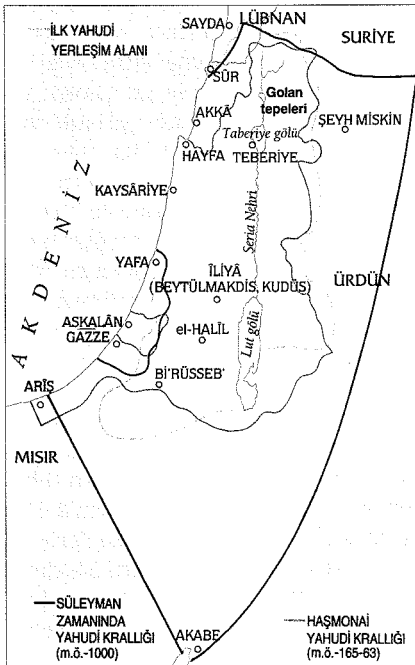 İLK YAHUDİ
YERLEŞİM ALANI
SAYDA
LÜBNAN
SURİYE
SÛR
Golan
tepeleri
AKKÂ
Taberiye gölü
ŞEYH MİSKİN
HAYFA
TEBERİYE
KAYSÂRİYE
Şeria Nehri
AKDENİZ
YAFA
ÜRDÜN
ÎLİYÂ
(BEYTÜLMAKDİS, KUDÜS)
ASKALÂN
GAZZE
el-HALÎL
Lut gölü
ARÎŞ
Bİ'RÜSSEB'
MISIR
SÜLEYMAN
ZAMANINDA
YAHUDİ KRALLIĞI
(m.ö.-1000)
AKABE
HAŞMONAİ
YAHUDİ KRALLIĞI
(m.ö.-165-63)